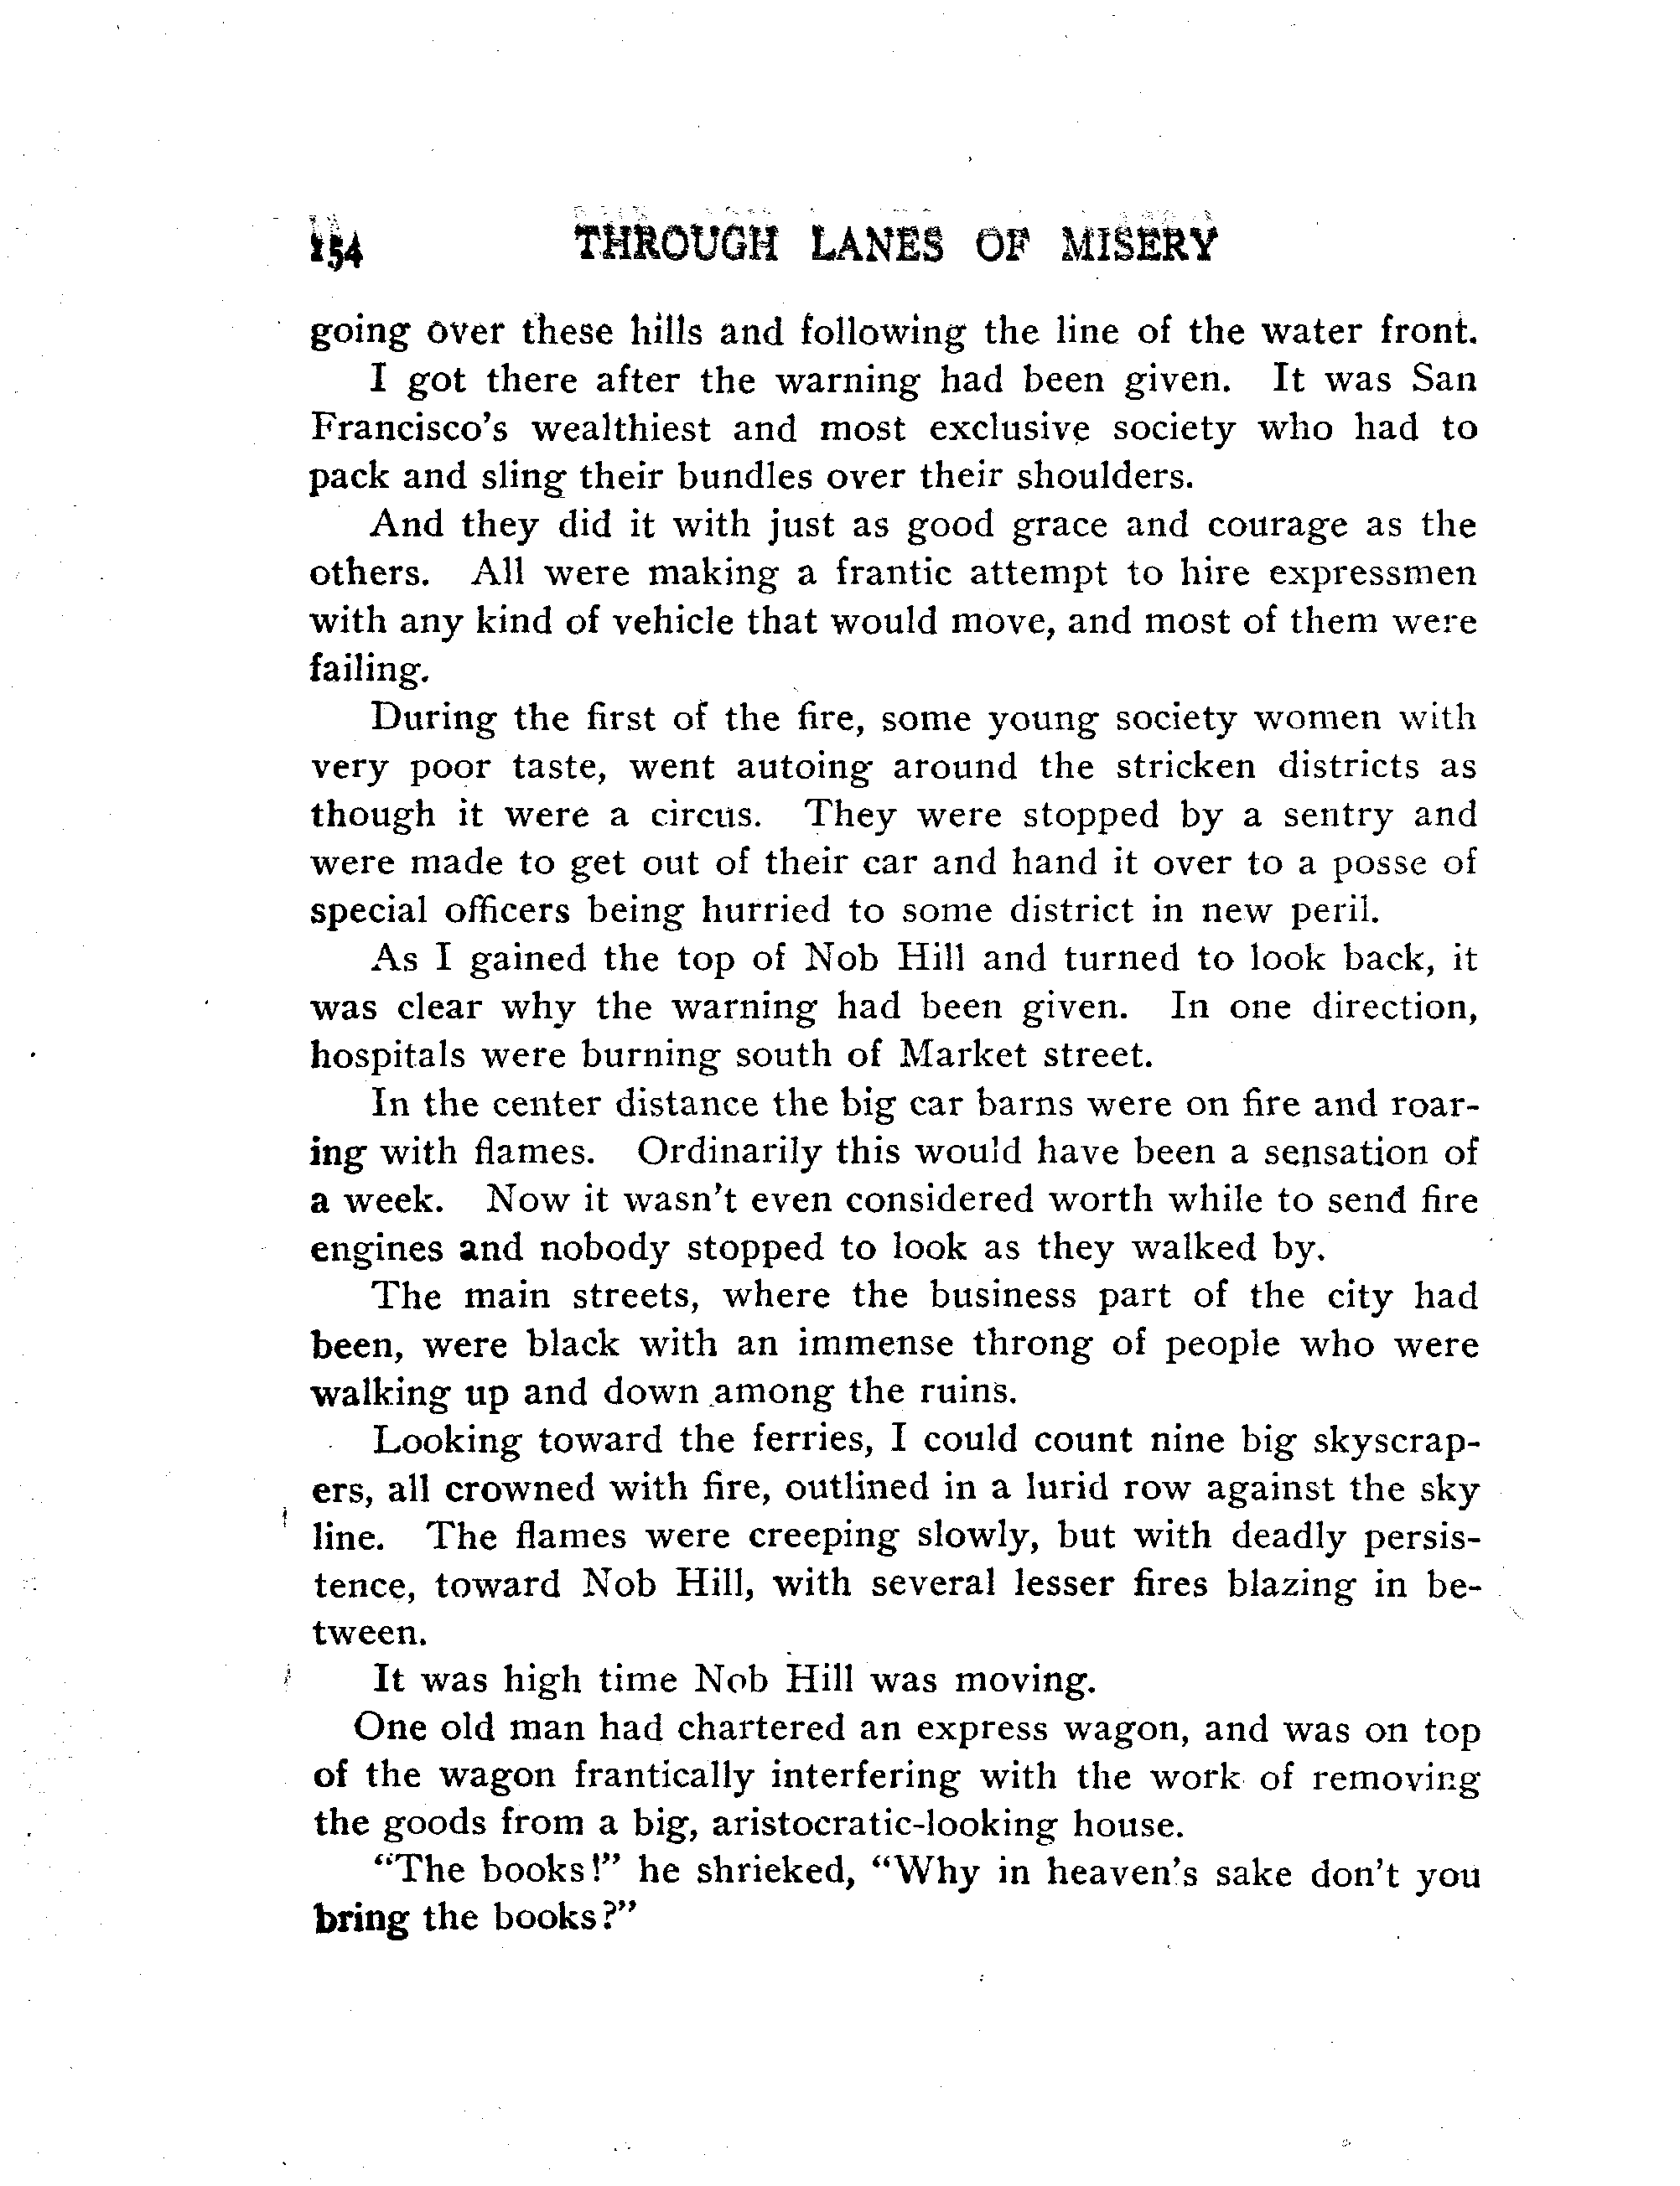 154 THROUGH LANES OF MISERY
going over these hills and following the line of the water front.
I got there after the warning had been given. It was San
Francisco's wealthiest and most exclusive society who had to
pack and sling their bundles over their shoulders.
And they did it with just as good grace and courage as the
others. All were making a frantic attempt to hire expressmen
with any kind of vehicle that would move, and most of them were
failing.
During the first of the fire, some young society women with
very poor taste, went autoing around the stricken districts as
though it were a circus. They were stopped by a sentry and
were made to get out of their car and hand it over to a posse of
special officers being hurried to some district in new peril.
As I gained the top of Nob Hill and turned to look back, it
was clear why the warning had been given. In one direction,
hospitals were burning south of Market street.
In the center distance the big car barns were on fire and roar-
ing with flames. Ordinarily this would have been a sensation of
a week. Now it wasn't even considered worth while to send fire
engines and nobody stopped to look as they walked by.
The main streets, where the business part of the city had
been, were black with an immense throng of people who were
walking up and down among the ruins.
Looking toward the ferries, I could count nine big skyscrap-
ers, all crowned with fire, outlined in a lurid row against the sky
line. The flames were creeping slowly, but with deadly persis-
tence, toward Nob Hill, with several lesser fires blazing in be-
tween.
It was high time Nob Hill was moving.
One old man had chartered an express wagon, and was on top
of the wagon frantically interfering with the work of removing
the goods from a big, aristocratic-looking house.
“The books!” he shrieked, “Why in heaven's sake don't you
bring the books?”